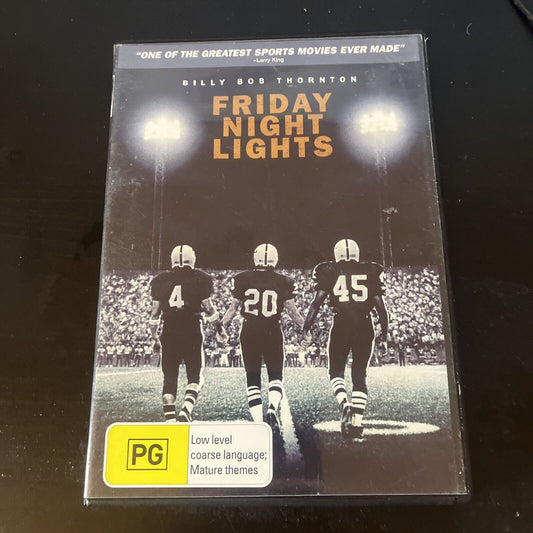 "ONE OF THE GREATEST SPORTS MOVIES EVER MADE"
–Larry King
BILLY BOB THORNTON
FRIDAY
NIGHT
LIGHTS
4
20
45
PG
Low level
coarse language;
Mature themes